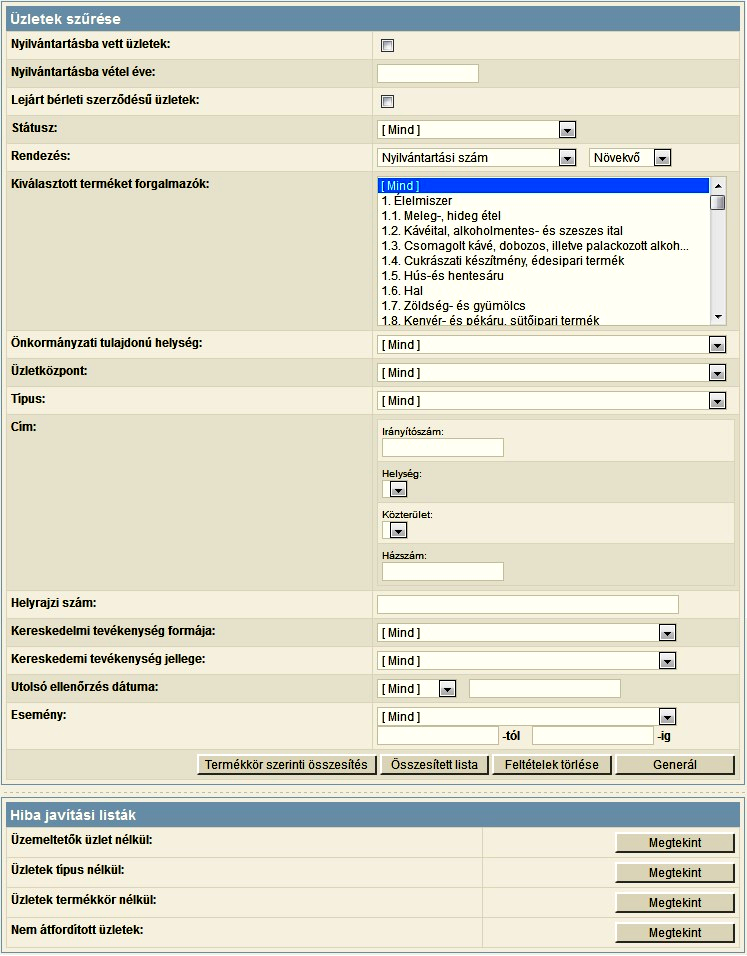 Üzletek szűrése
Nyilvántartásba vett üzletek:
Nyilvántartásba vétel éve:
Lejárt bérleti szerződésű üzletek:
Státusz: [ Mind ]
Rendezés: Nyilvántartási szám Növekvő
Kiválasztott terméket forgalmazók: [ Mind ]
1. Élelmiszer
1.1. Meleg-, hideg étel
1.2. Kávéital, alkoholmentes- és szeszes ital
1.3. Csomagolt kávé, dobozos, illetve palackozott alkoh...
1.4. Cukrászati készítmény, édesipari termék
1.5. Hús-és hentesáru
1.6. Hal
1.7. Zöldség- és gyümölcs
1.8. Kenyér- és pékáru, sütőipari termék
Önkormányzati tulajdonú helység: [ Mind ]
Üzletközpont: [ Mind ]
Típus: [ Mind ]
Cím:
Irányítószám:
Helység:
Közterület:
Házszám:
Helyrajzi szám:
Kereskedelmi tevékenység formája: [ Mind ]
Kereskedemi tevékenység jellege: [ Mind ]
Utolsó ellenőrzés dátuma: [ Mind ]
Esemény: [ Mind ]
-tól -ig
Termékkör szerinti összesítés Összesített lista Feltételek törlése Generál
Hiba javítási listák
Üzemeltetők üzlet nélkül: Megtekint
Üzletek típus nélkül: Megtekint
Üzletek termékkör nélkül: Megtekint
Nem átfordított üzletek: Megtekint